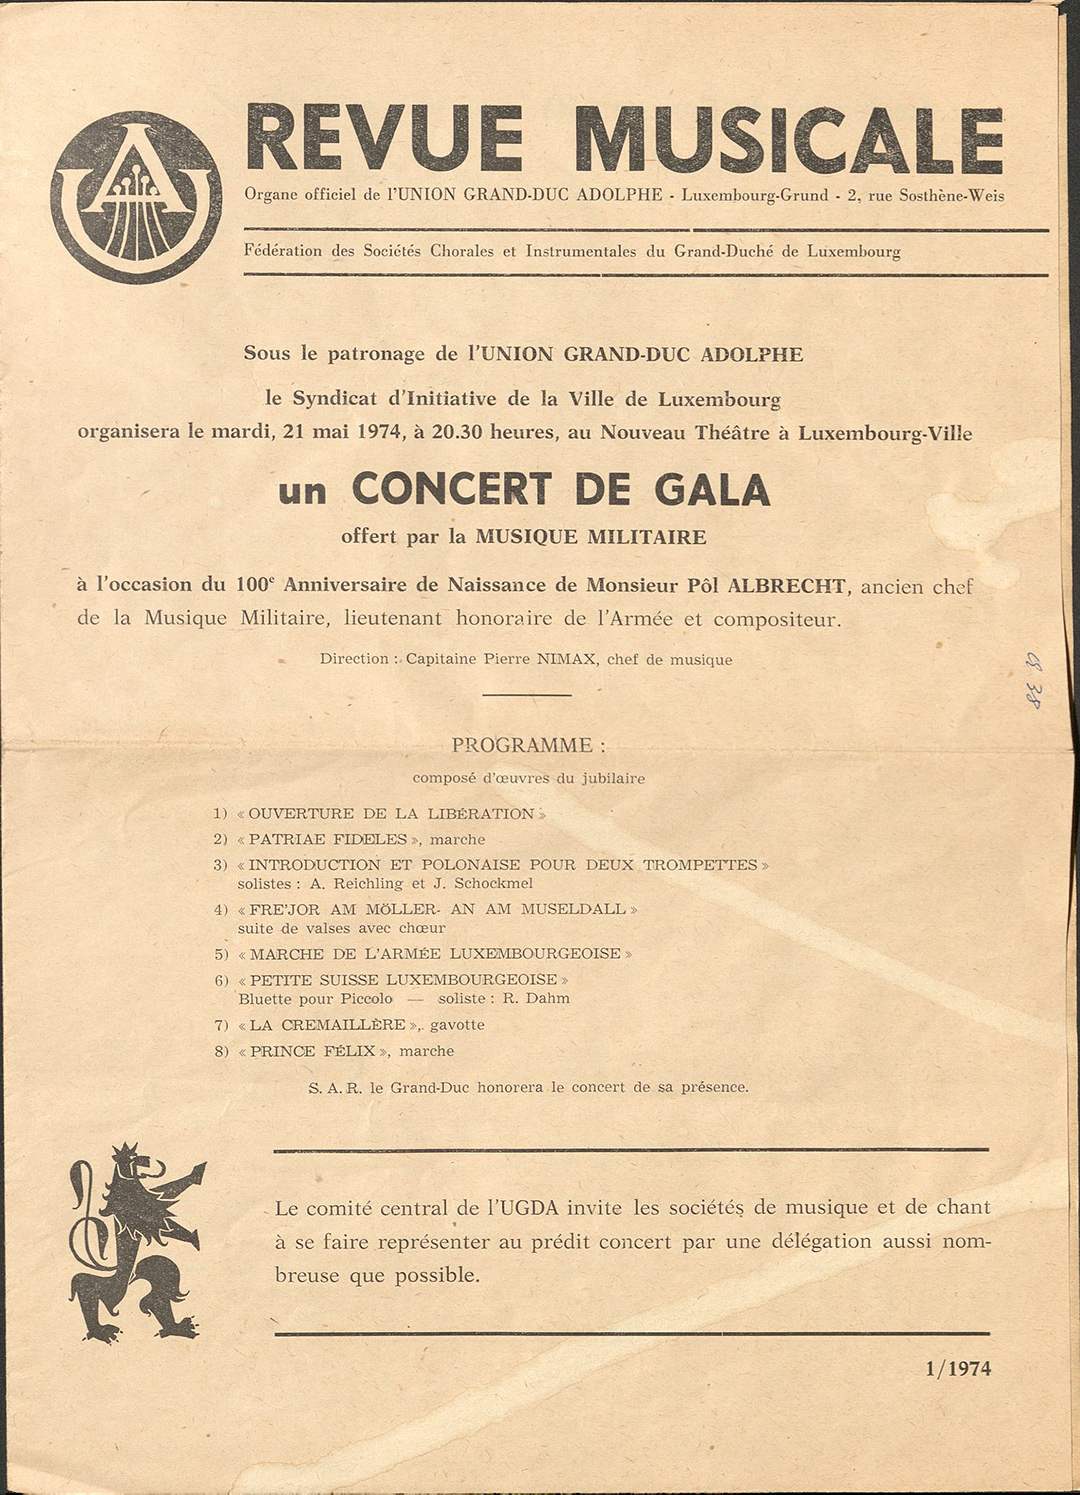 REVUE MUSICALE
Organe officiel de l'UNION GRAND-DUC ADOLPHE - Luxembourg-Grund - 2, rue Sosthène-Weis
Fédération des Sociétés Chorales et Instrumentales du Grand-Duché de Luxembourg
Sous le patronage de l'UNION GRAND-DUC ADOLPHE
le Syndicat d'Initiative de la Ville de Luxembourg
organisera le mardi, 21 mai 1974, à 20.30 heures, au Nouveau Théâtre à Luxembourg-Ville
un CONCERT DE GALA
offert par la MUSIQUE MILITAIRE
à l'occasion du 100e Anniversaire de Naissance de Monsieur Pôl ALBRECHT, ancien chef
de la Musique Militaire, lieutenant honoraire de l'Armée et compositeur.
Direction : Capitaine Pierre NIMAX, chef de musique
PROGRAMME :
composé d'œuvres du jubilaire
1) « OUVERTURE DE LA LIBÉRATION »
2) « PATRIAE FIDELES », marche
3) « INTRODUCTION ET POLONAISE POUR DEUX TROMPETTES »
solistes : A. Reichling et J. Schockmel
4) « FRE'JOR AM MÖLLER- AN AM MUSELDALL »
suite de valses avec chœur
5) « MARCHE DE L'ARMÉE LUXEMBOURGEOISE »
6) « PETITE SUISSE LUXEMBOURGEOISE »
Bluette pour Piccolo — soliste : R. Dahm
7) « LA CREMAILLÈRE », gavotte
8) « PRINCE FÉLIX », marche
S. A. R. le Grand-Duc honorera le concert de sa présence.
Le comité central de l'UGDA invite les sociétés de musique et de chant
à se faire représenter au prédit concert par une délégation aussi nom-
breuse que possible.
1/1974